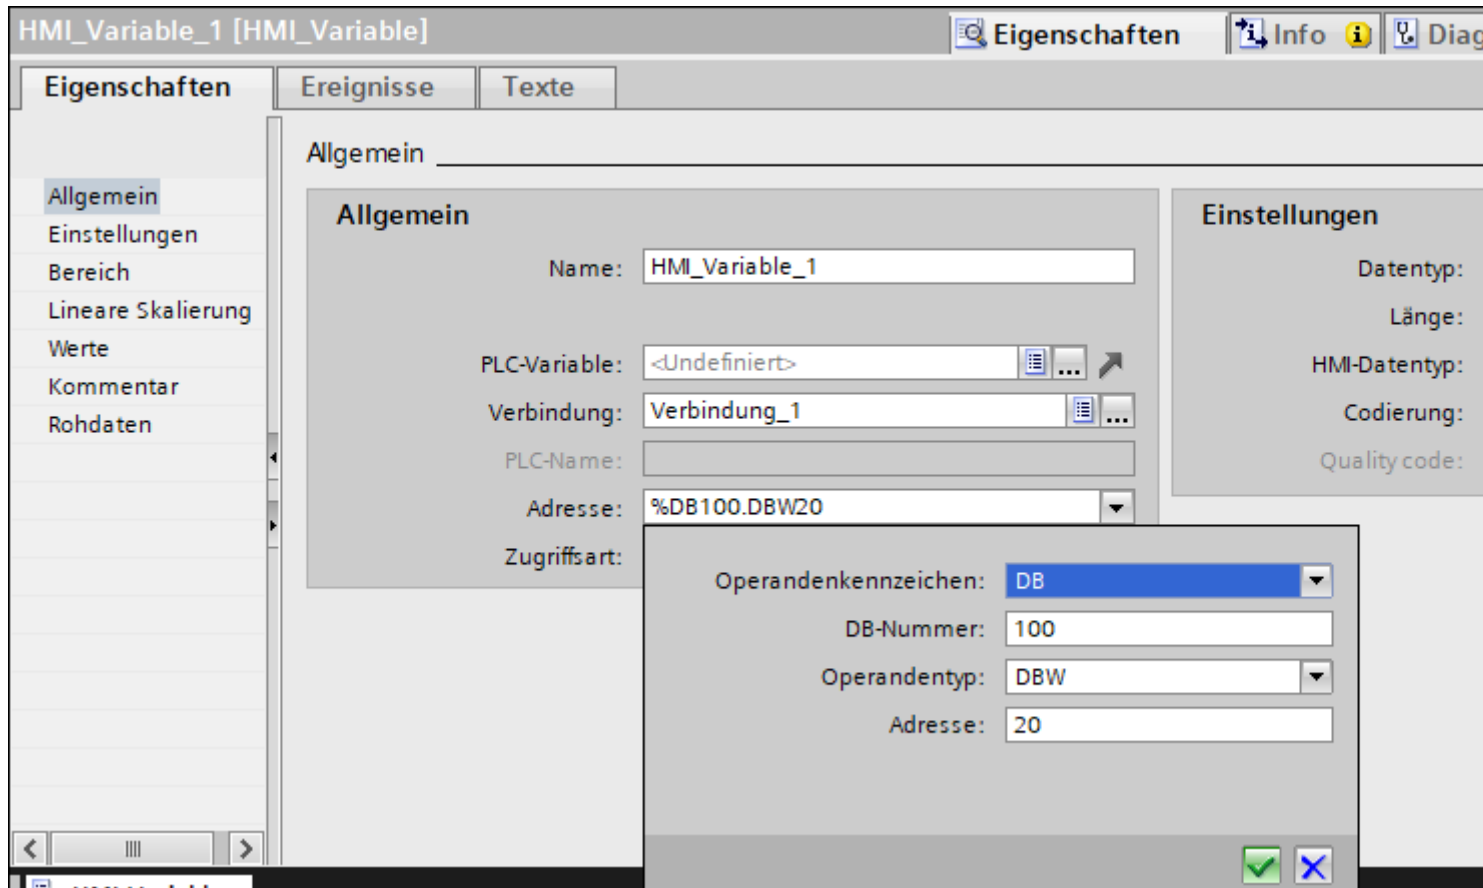 HMI_Variable_1 [HMI_Variable]
Eigenschaften
Info
Eigenschaften
Ereignisse
Texte
Allgemein
Einstellungen
Bereich
Lineare Skalierung
Werte
Kommentar
Rohdaten
Allgemein
Allgemein
Name: HMI_Variable_1
PLC-Variable: <Undefiniert> ...
Verbindung: Verbindung_1 ...
PLC-Name:
Adresse: %DB100.DBW20
Zugriffsart:
Operandenkennzeichen: DB
DB-Nummer: 100
Operandentyp: DBW
Adresse: 20
Einstellungen
Datentyp:
Länge:
HMI-Datentyp:
Codierung:
Quality code: